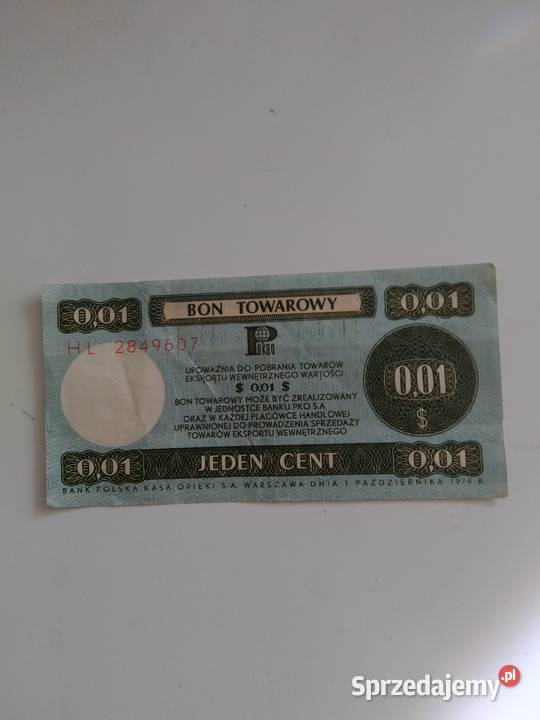 0,01 BON TOWAROWY 0,01
HL 2849607
Pekao
UPOWAŻNIA DO POBRANIA TOWARÓW
EKSPORTU WEWNĘTRZNEGO WARTOŚCI
$ 0,01 $
BON TOWAROWY MOŻE BYĆ ZREALIZOWANY
W JEDNOSTCE BANKU PKO S.A.
ORAZ W KAŻDEJ PLACÓWCE HANDLOWEJ
UPRAWNIONEJ DO PROWADZENIA SPRZEDAŻY
TOWARÓW EKSPORTU WEWNĘTRZNEGO
0,01
$
0,01 JEDEN CENT 0,01
BANK POLSKA KASA OPIEKI S.A. WARSZAWA DNIA 1 PAŹDZIERNIKA 1979 R.
Sprzedajemy.pl